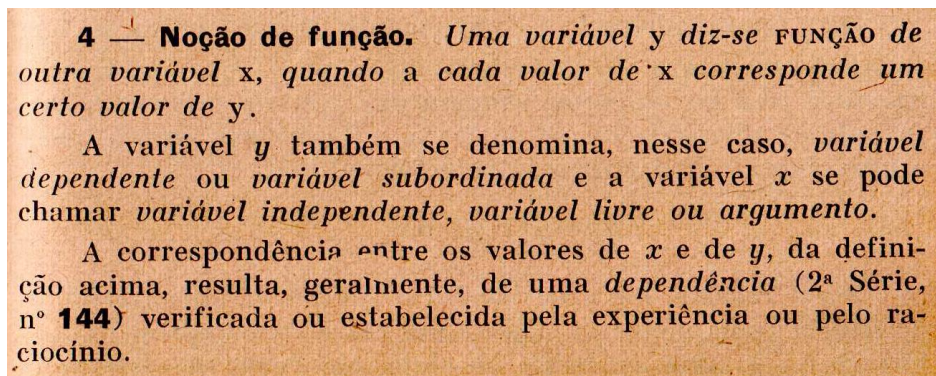 4 — Noção de função. Uma variável y diz-se FUNÇÃO de
outra variável x, quando a cada valor de x corresponde um
certo valor de y.
A variável y também se denomina, nesse caso, variável
dependente ou variável subordinada e a variável x se pode
chamar variável independente, variável livre ou argumento.
A correspondência entre os valores de x e de y, da defini-
ção acima, resulta, geralmente, de uma dependência (2ª Série,
nº 144) verificada ou estabelecida pela experiência ou pelo ra-
ciocínio.